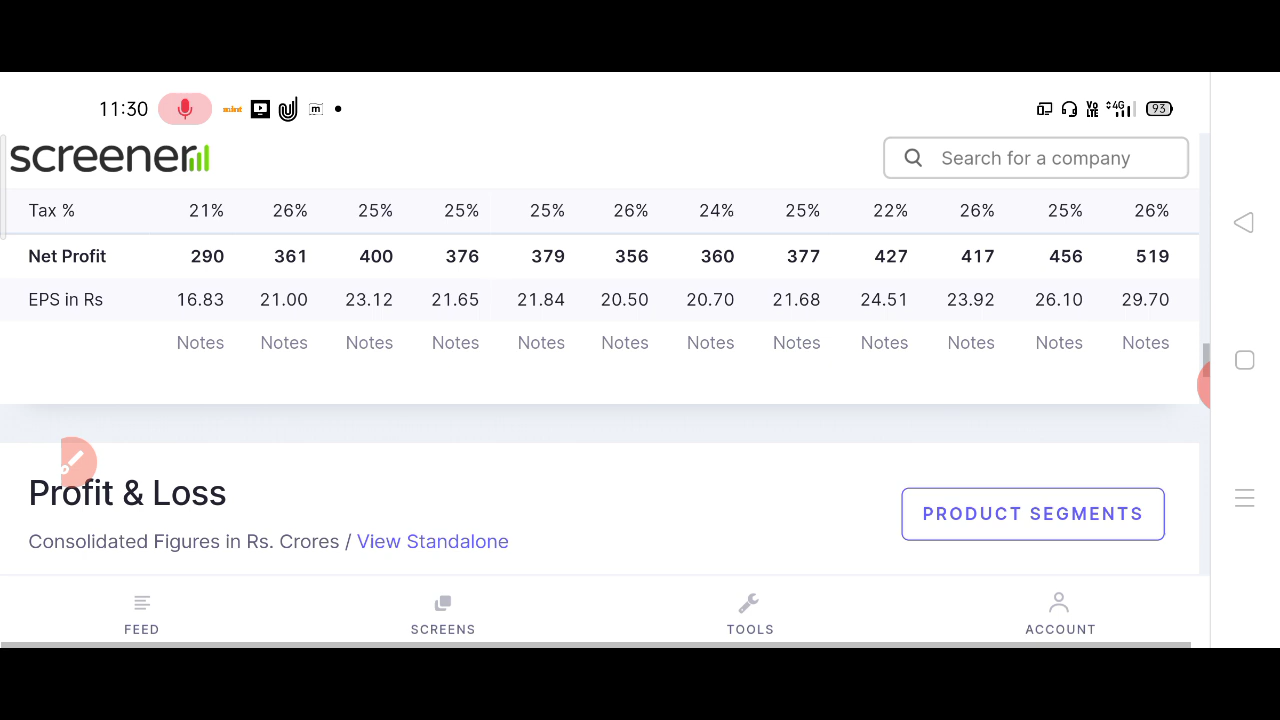 11:30 m 4G VO LTE 93
screener Search for a company
Tax % 21% 26% 25% 25% 25% 26% 24% 25% 22% 26% 25% 26%
Net Profit 290 361 400 376 379 356 360 377 427 417 456 519
EPS in Rs 16.83 21.00 23.12 21.65 21.84 20.50 20.70 21.68 24.51 23.92 26.10 29.70
Notes Notes Notes Notes Notes Notes Notes Notes Notes Notes Notes Notes
Profit & Loss
PRODUCT SEGMENTS
Consolidated Figures in Rs. Crores / View Standalone
FEED SCREENS TOOLS ACCOUNT